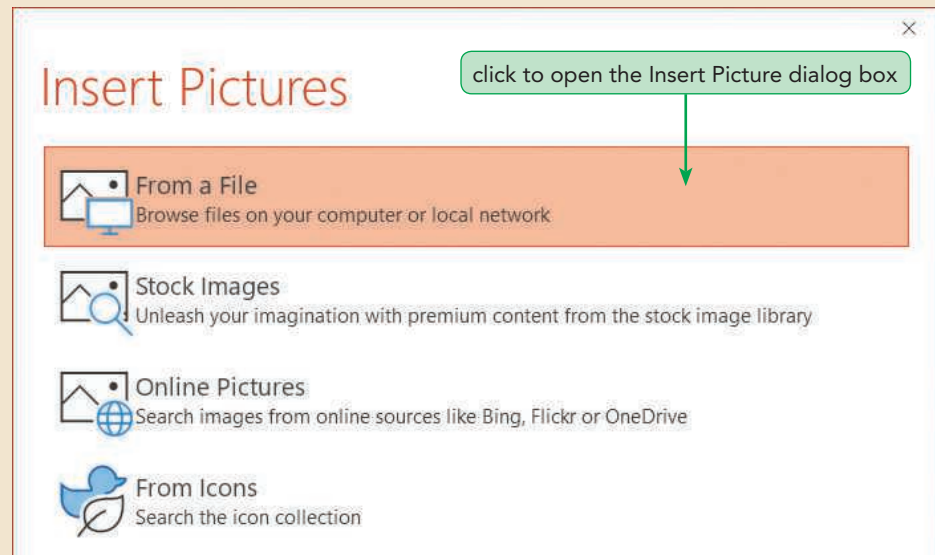 Insert Pictures
click to open the Insert Picture dialog box
From a File
Browse files on your computer or local network
Stock Images
Unleash your imagination with premium content from the stock image library
Online Pictures
Search images from online sources like Bing, Flickr or OneDrive
From Icons
Search the icon collection